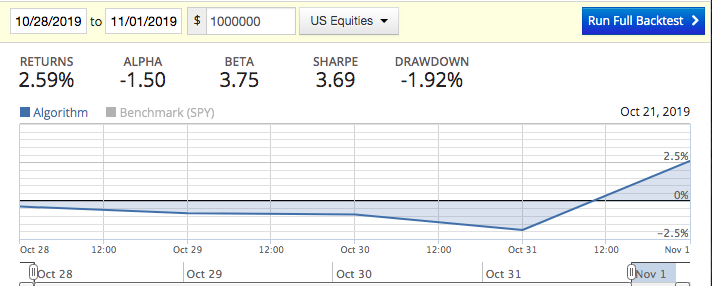 10/28/2019 to 11/01/2019 $ 1000000 US Equities Run Full Backtest
RETURNS ALPHA BETA SHARPE DRAWDOWN
2.59% -1.50 3.75 3.69 -1.92%
Algorithm Benchmark (SPY) Oct 21, 2019
2.5%
0%
-2.5%
Oct 28 12:00 Oct 29 12:00 Oct 30 12:00 Oct 31 12:00 Nov 1
Oct 28 Oct 29 Oct 30 Oct 31 Nov 1